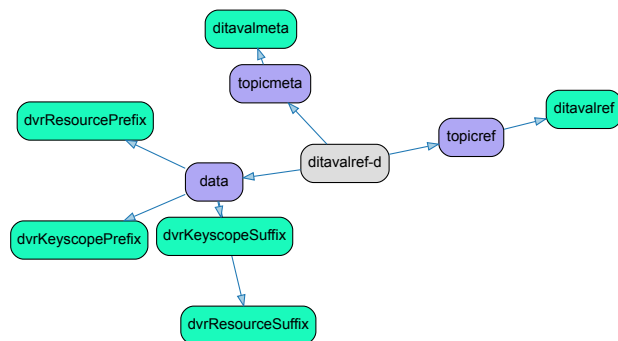 ditavalmeta
topicmeta
ditavalref
dvrResourcePrefix
topicref
ditavalref-d
data
dvrKeyscopePrefix
dvrKeyscopeSuffix
dvrResourceSuffix